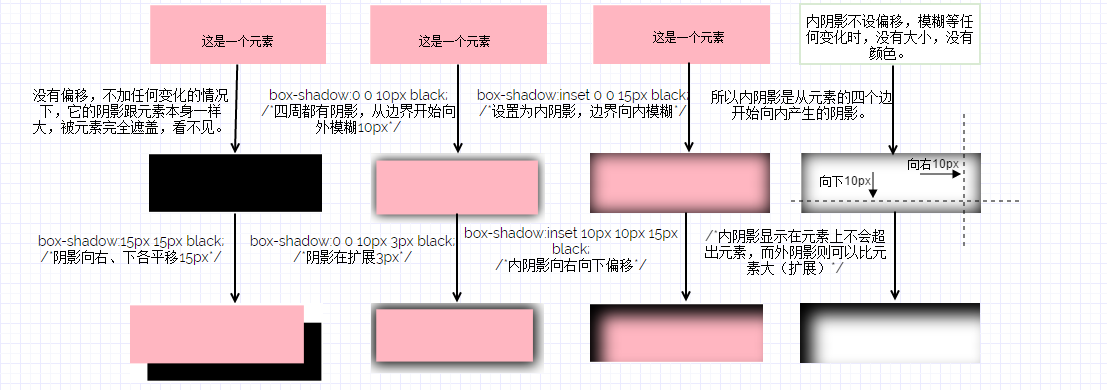 这是一个元素
这是一个元素
这是一个元素
内阴影不设偏移，模糊等任
何变化时，没有大小，没有
颜色。
没有偏移，不加任何变化的情况
下，它的阴影跟元素本身一样
大，被元素完全遮盖，看不见。
box-shadow:0 0 10px black;
/*四周都有阴影，从边界开始向
外模糊10px*/
box-shadow:inset 0 0 15px black;
/*设置为内阴影，边界向内模糊*/
所以内阴影是从元素的四个边
开始向内产生的阴影。
向右10px
向下10px
box-shadow:15px 15px black;
/*阴影向右、下各平移15px*/
box-shadow:0 0 10px 3px black;
/*阴影在扩展3px*/
box-shadow:inset 10px 10px 15px
black;
/*内阴影向右向下偏移*/
/*内阴影显示在元素上不会超
出元素，而外阴影则可以比元
素大（扩展）*/